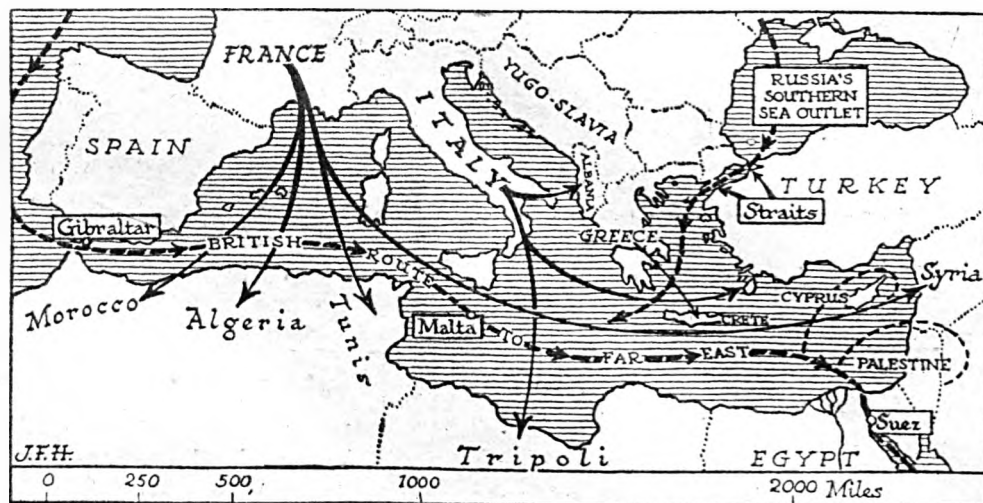 FRANCE
SPAIN
ITALY
YUGO-SLAVIA
ALBANIA
RUSSIA'S
SOUTHERN
SEA OUTLET
TURKEY
Straits
GREECE
Gibraltar
BRITISH ROUTE TO FAR EAST
Morocco
Algeria
Tunis
Malta
CRETE
CYPRUS
Syria
PALESTINE
Suez
Tripoli
EGYPT
J.F.H.
0 250 500 1000 2000 Miles